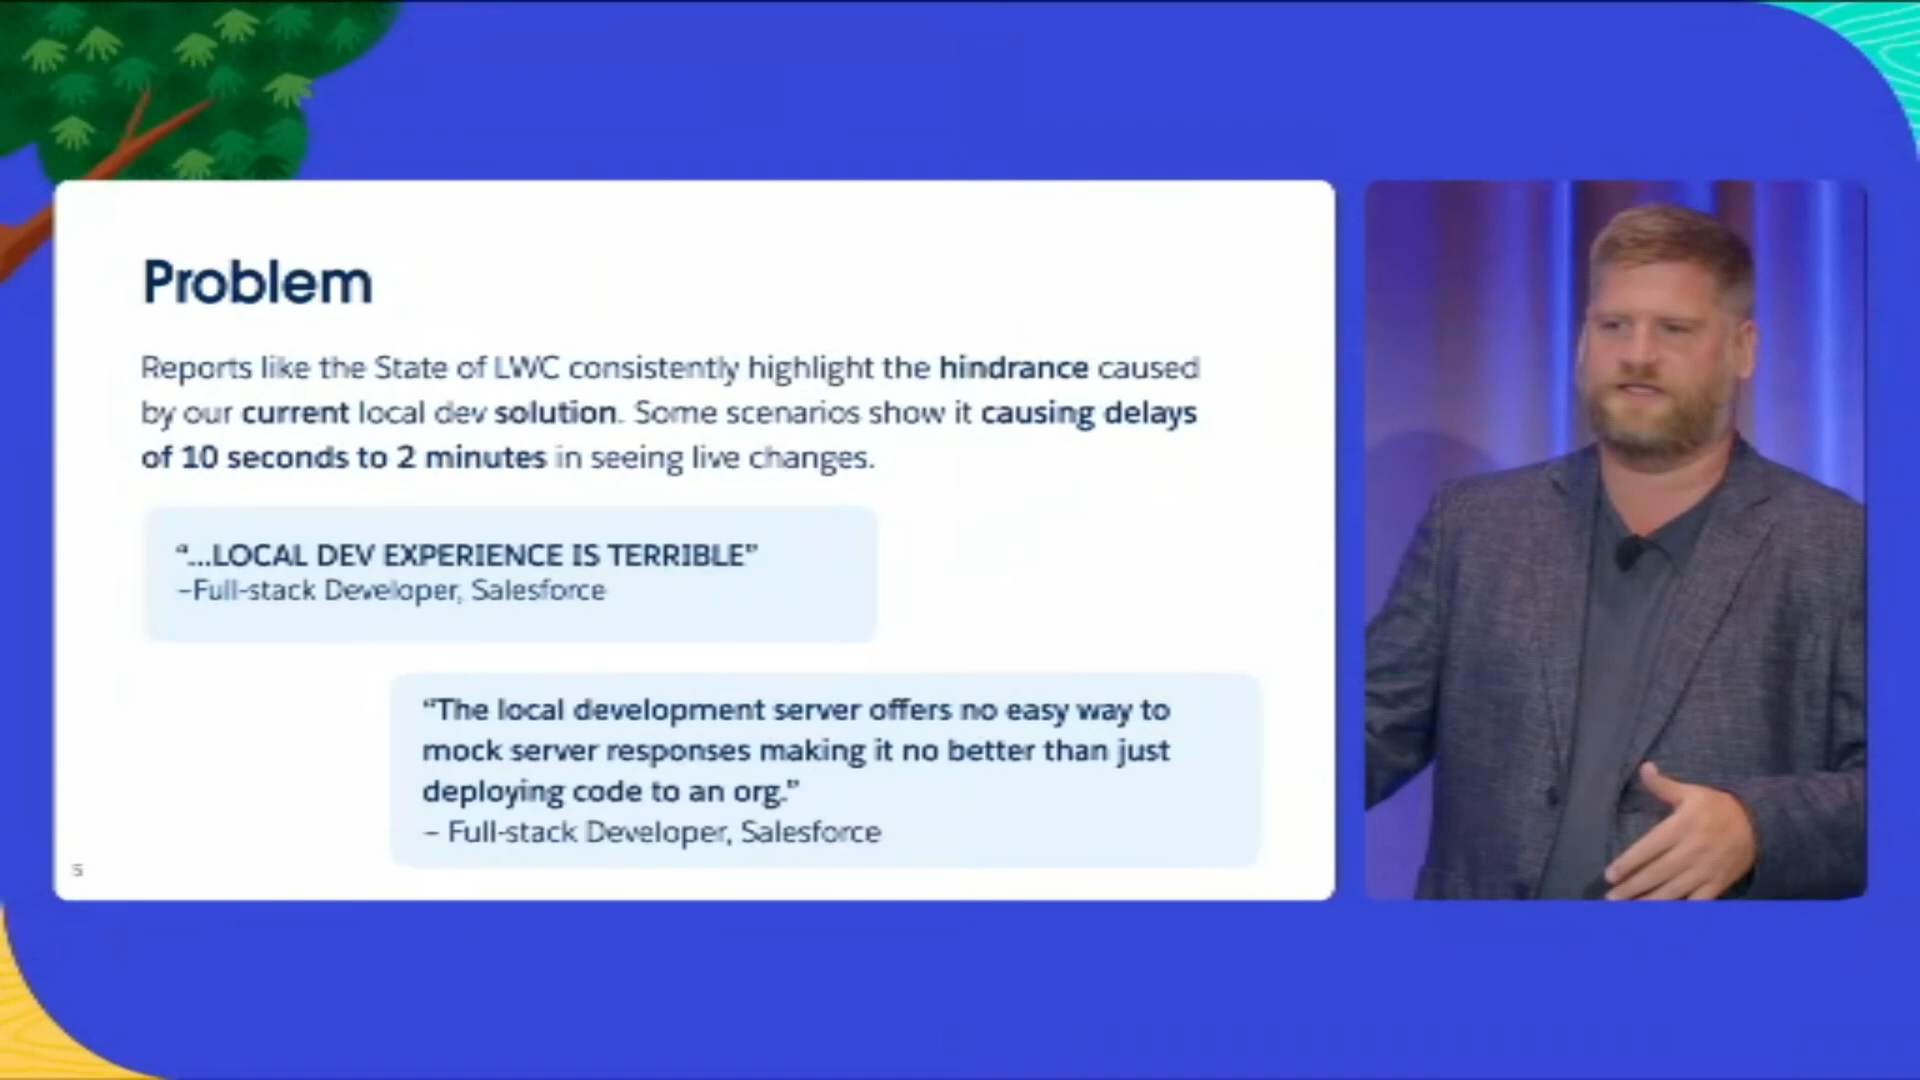 Problem
Reports like the State of LWC consistently highlight the hindrance caused
by our current local dev solution. Some scenarios show it causing delays
of 10 seconds to 2 minutes in seeing live changes.
“...LOCAL DEV EXPERIENCE IS TERRIBLE”
–Full-stack Developer, Salesforce
“The local development server offers no easy way to
mock server responses making it no better than just
deploying code to an org.”
– Full-stack Developer, Salesforce
5